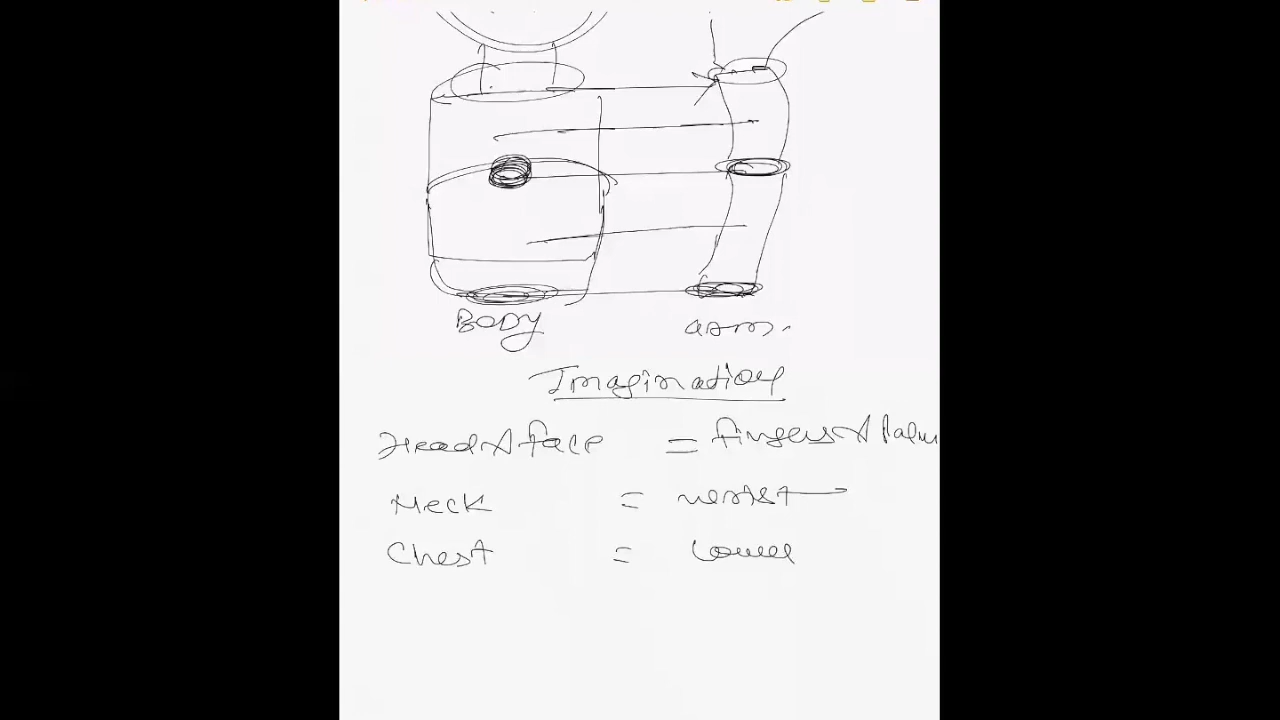 BODY arm.
Imagination
Head & face = fingers & Palm
Neck = wrist
Chest = Lower